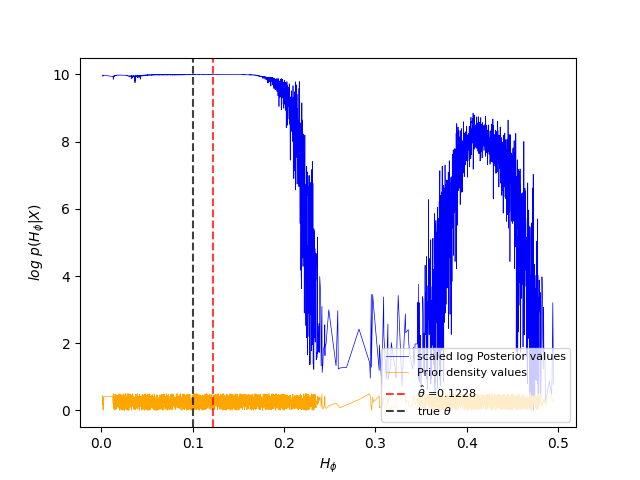 10
8
6
4
2
0
log p(H_ϕ|X)
scaled log Posterior values
Prior density values
θ̂ =0.1228
true θ
0.0
0.1
0.2
0.3
0.4
0.5
H_ϕ